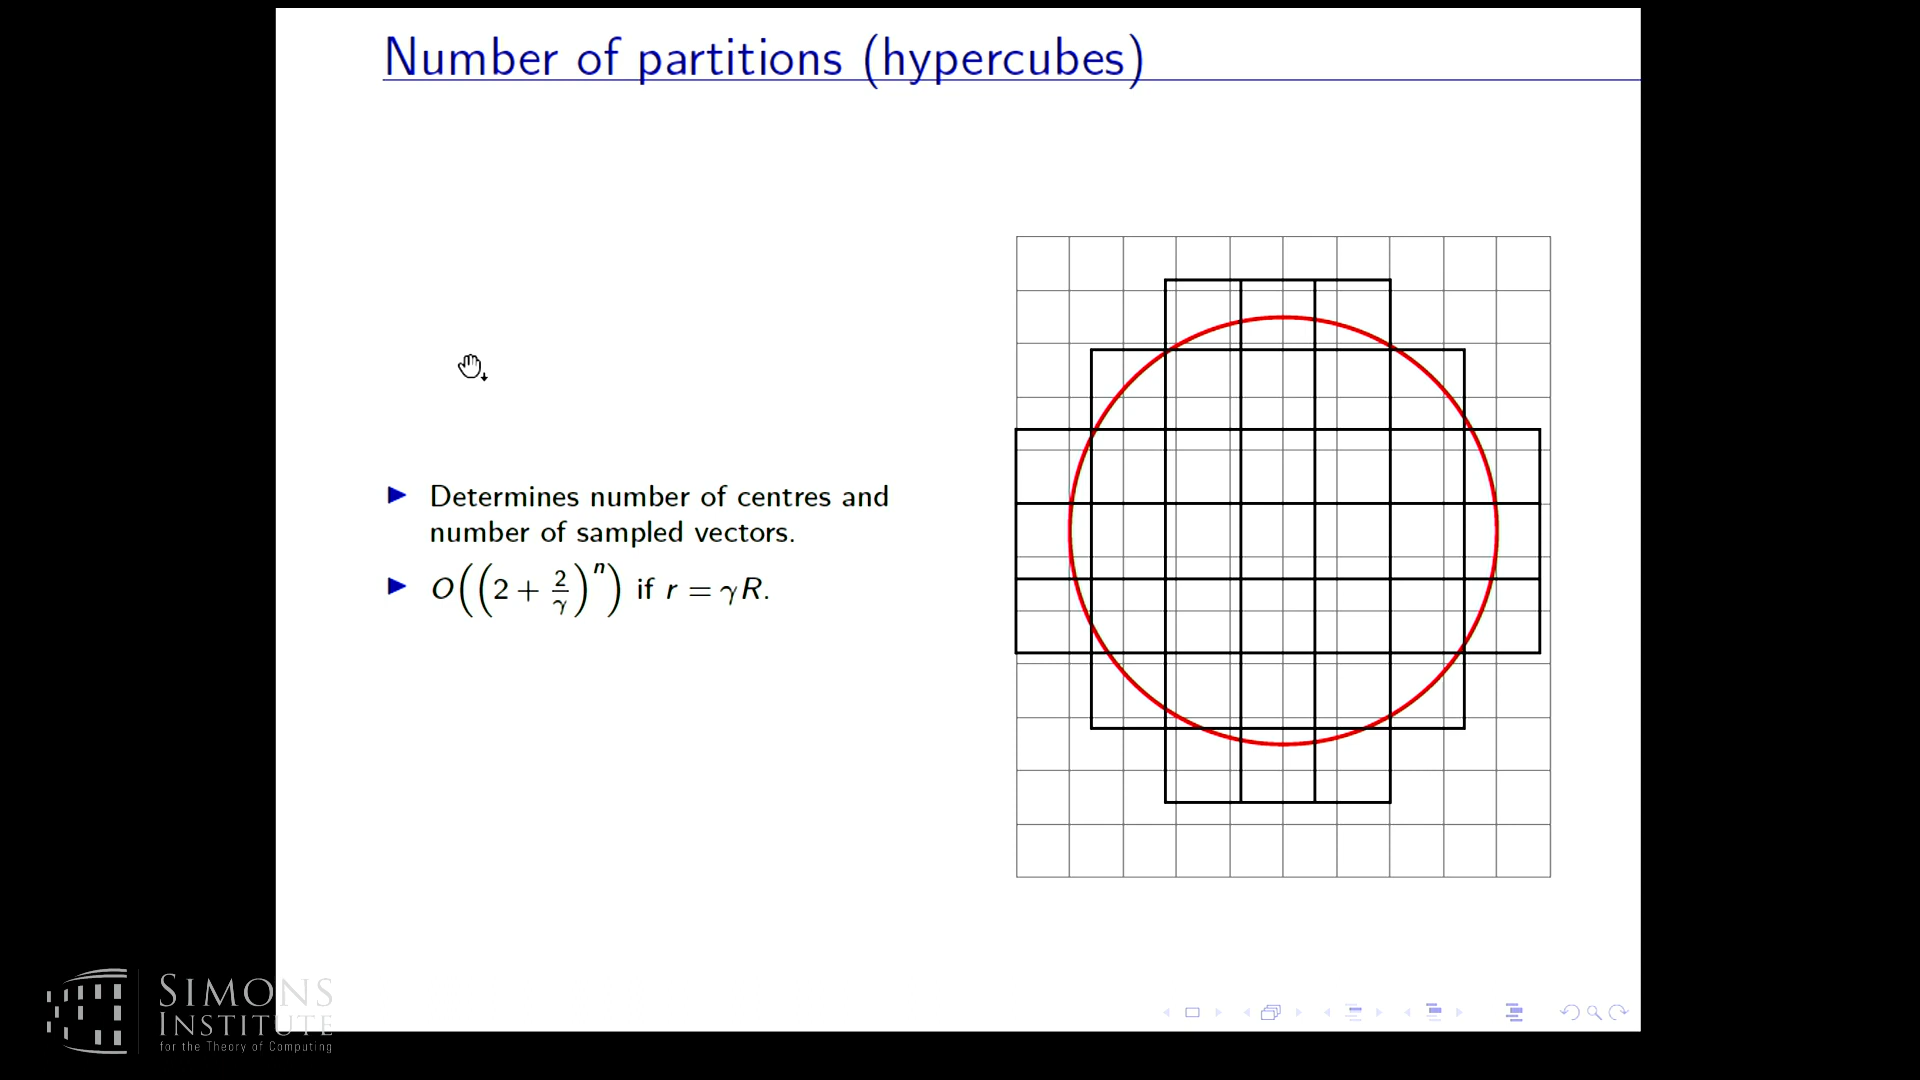 Number of partitions (hypercubes)
▶ Determines number of centres and
number of sampled vectors.
▶ O((2 + 2/γ)^n) if r = γR.
SIMONS
INSTITUTE
for the Theory of Computing